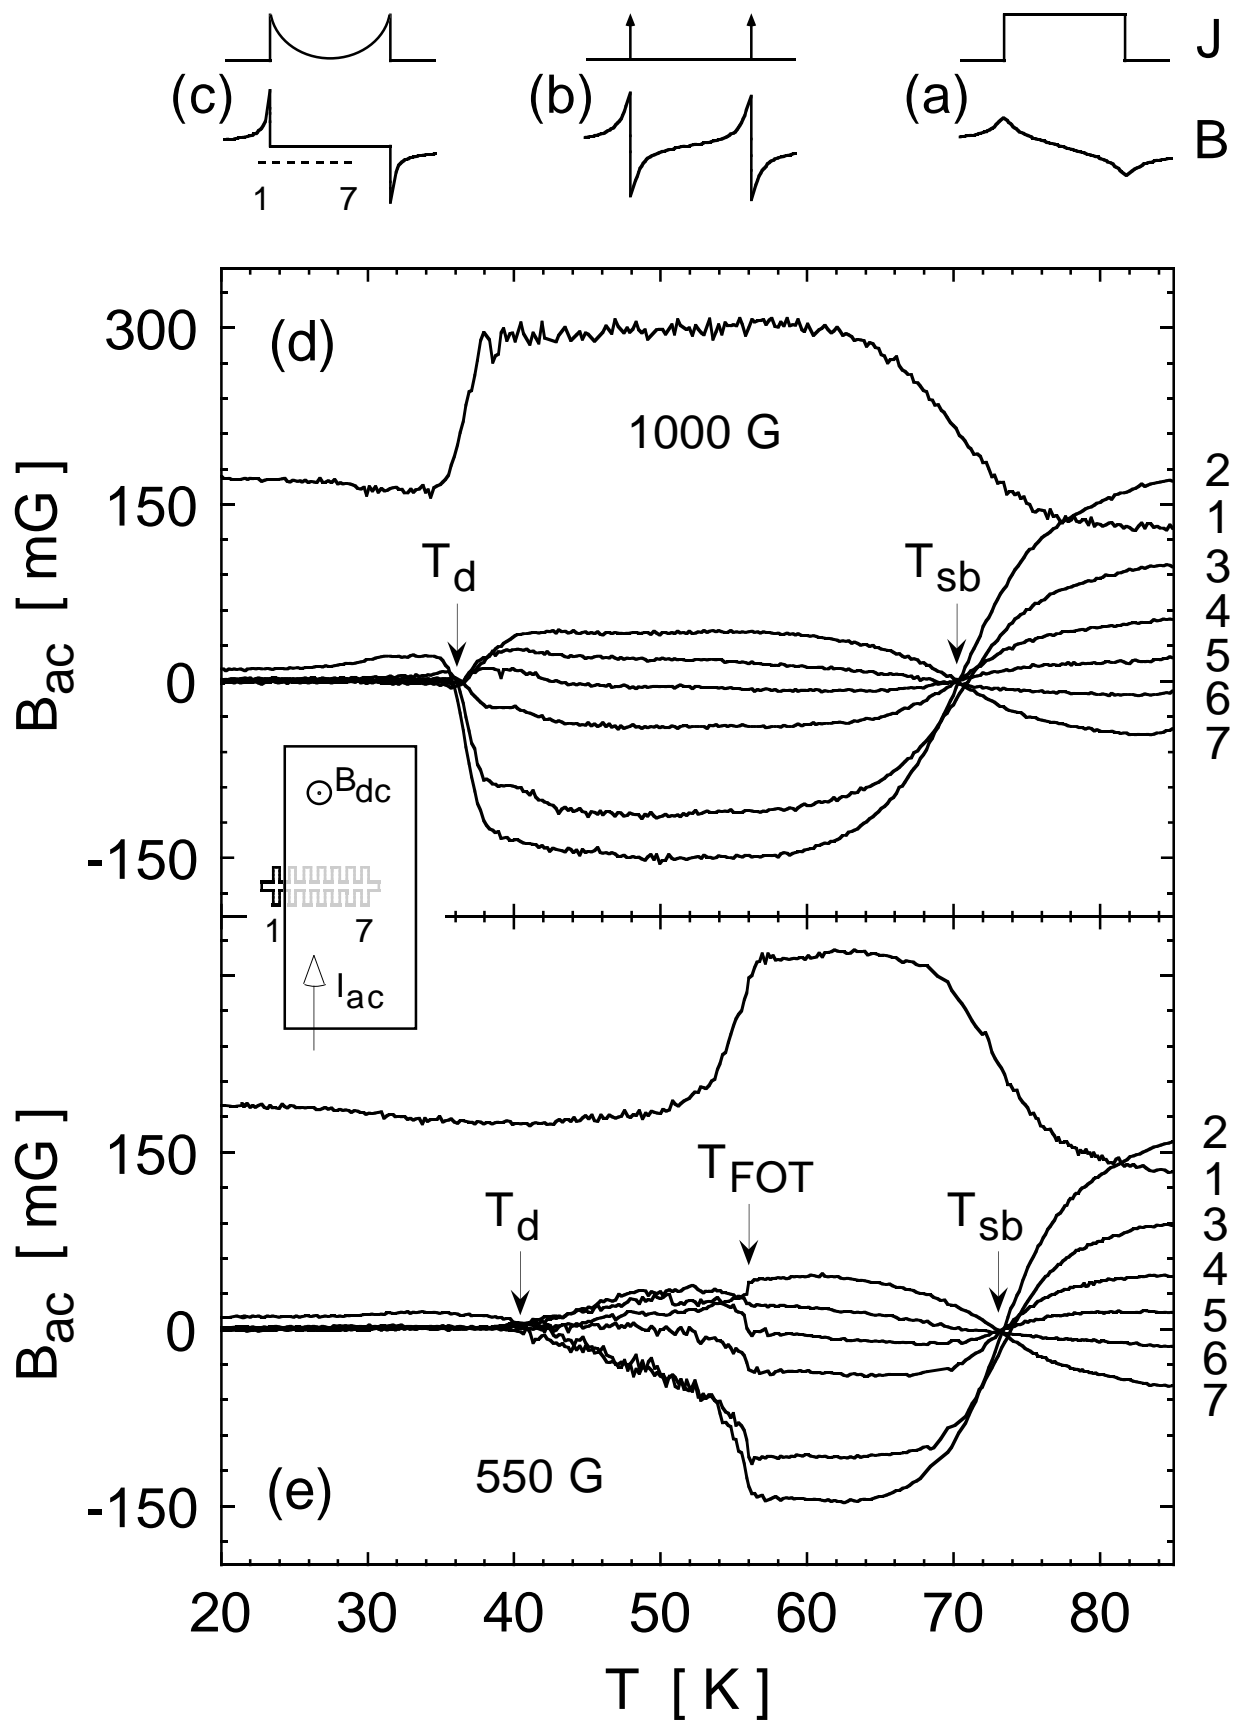 J
(c) (b) (a)
B
1 7
(d)
300
1000 G
150
0
-150
B_ac [ mG ]
T_d
T_sb
2
1
3
4
5
6
7
B_dc
1 7
I_ac
150
0
-150
B_ac [ mG ]
T_d
T_FOT
T_sb
2
1
3
4
5
6
7
(e)
550 G
20 30 40 50 60 70 80
T [ K ]